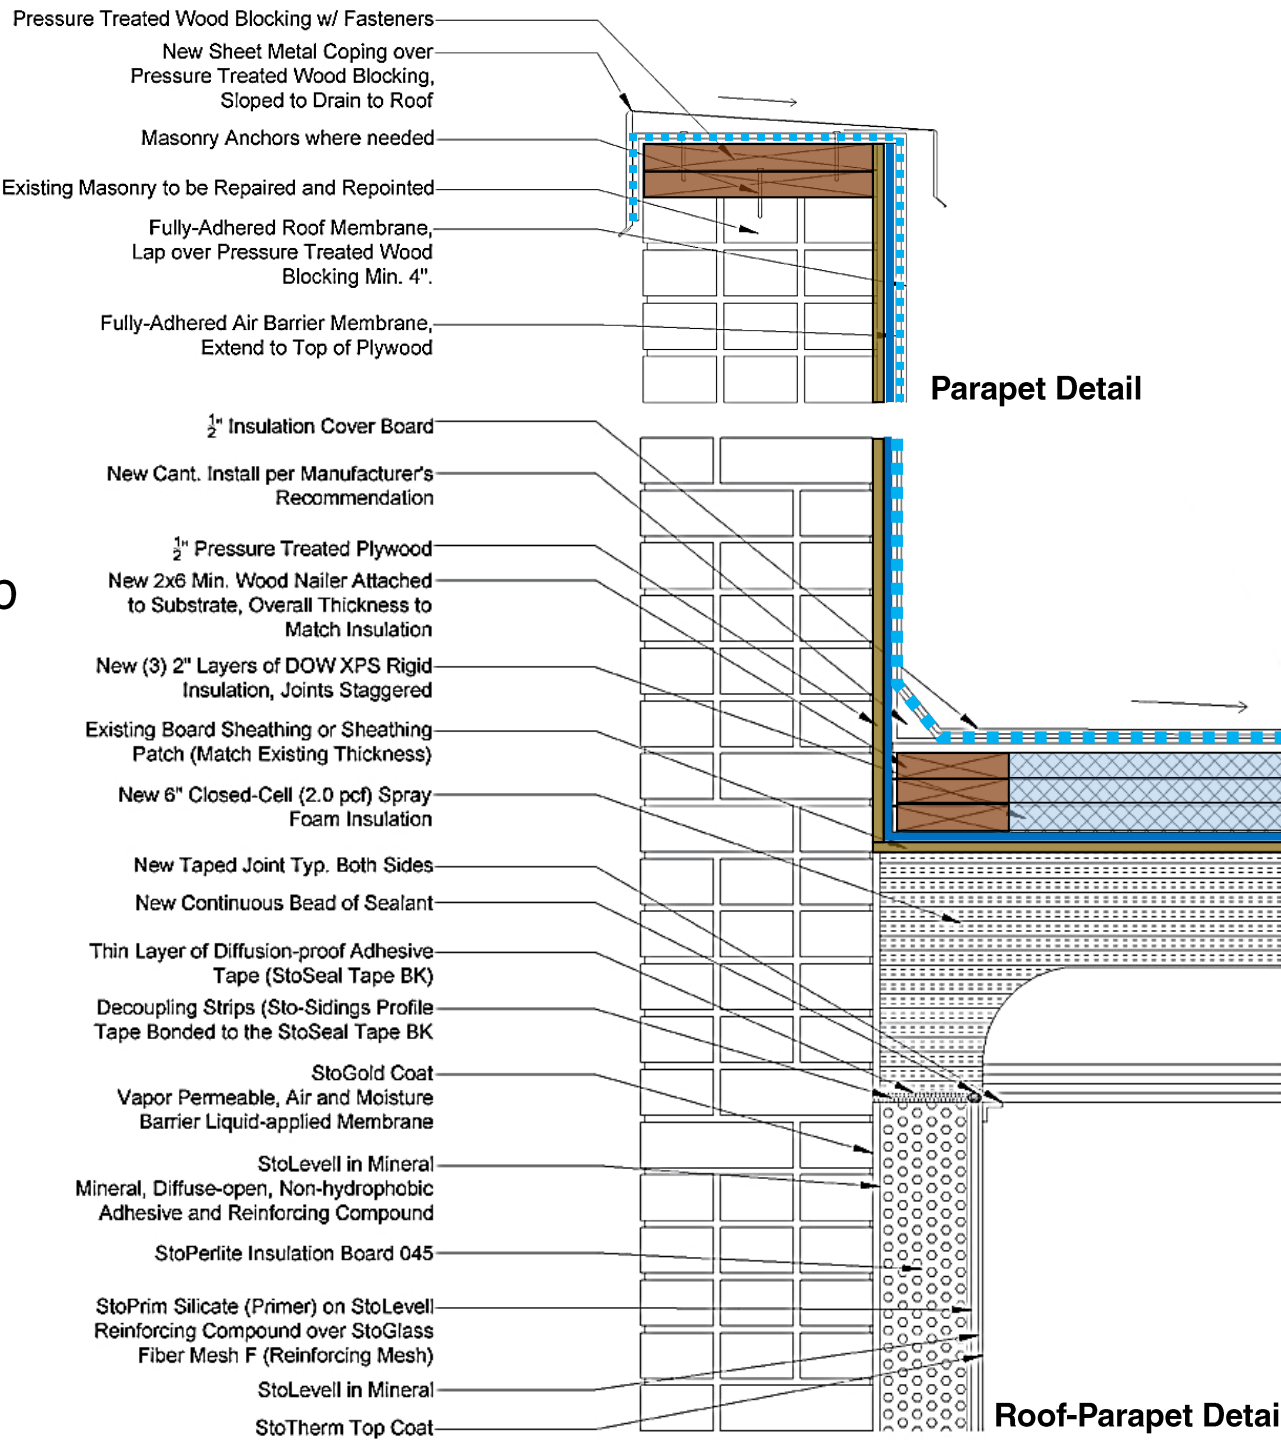 Pressure Treated Wood Blocking w/ Fasteners
New Sheet Metal Coping over
Pressure Treated Wood Blocking,
Sloped to Drain to Roof
Masonry Anchors where needed
Existing Masonry to be Repaired and Repointed
Fully-Adhered Roof Membrane,
Lap over Pressure Treated Wood
Blocking Min. 4".
Fully-Adhered Air Barrier Membrane,
Extend to Top of Plywood
Parapet Detail
1/2" Insulation Cover Board
New Cant. Install per Manufacturer's
Recommendation
1/2" Pressure Treated Plywood
New 2x6 Min. Wood Nailer Attached
to Substrate, Overall Thickness to
Match Insulation
New (3) 2" Layers of DOW XPS Rigid
Insulation, Joints Staggered
Existing Board Sheathing or Sheathing
Patch (Match Existing Thickness)
New 6" Closed-Cell (2.0 pcf) Spray
Foam Insulation
New Taped Joint Typ. Both Sides
New Continuous Bead of Sealant
Thin Layer of Diffusion-proof Adhesive
Tape (StoSeal Tape BK)
Decoupling Strips (Sto-Sidings Profile
Tape Bonded to the StoSeal Tape BK
StoGold Coat
Vapor Permeable, Air and Moisture
Barrier Liquid-applied Membrane
StoLevell in Mineral
Mineral, Diffuse-open, Non-hydrophobic
Adhesive and Reinforcing Compound
StoPerlite Insulation Board 045
StoPrim Silicate (Primer) on StoLevell
Reinforcing Compound over StoGlass
Fiber Mesh F (Reinforcing Mesh)
StoLevell in Mineral
StoTherm Top Coat
Roof-Parapet Detai